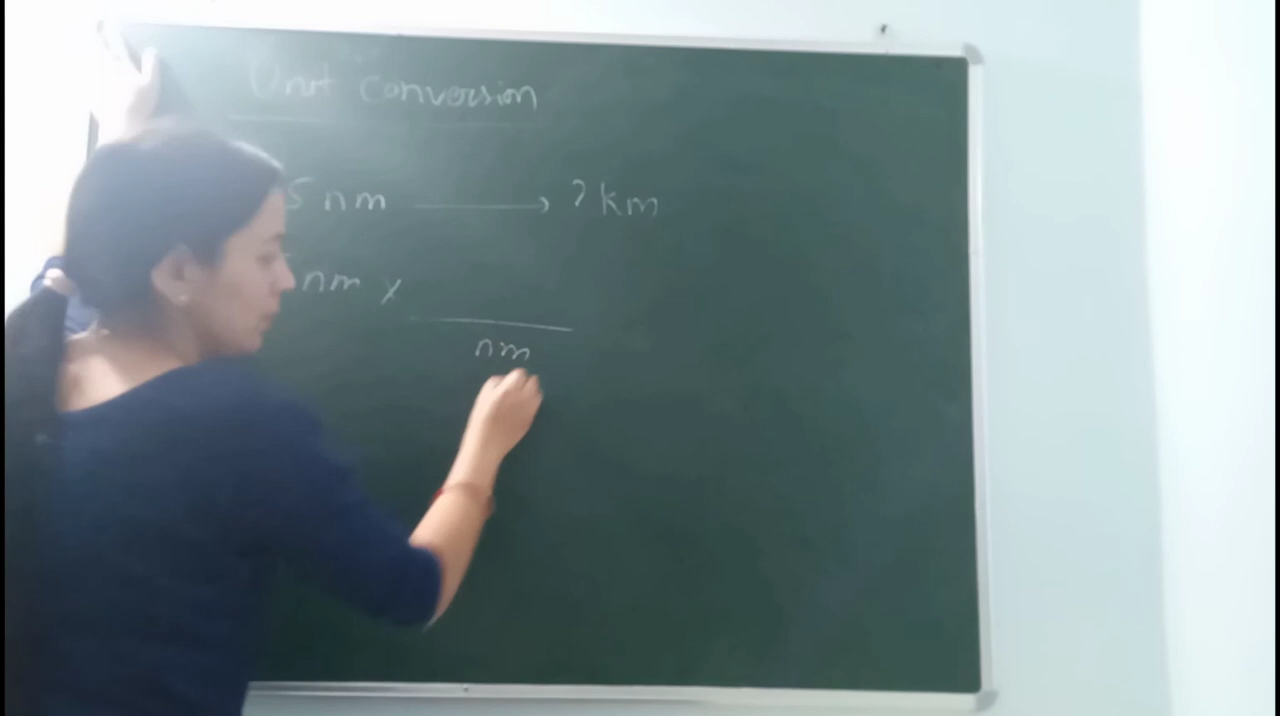 Unit conversion
5 nm → ? km
nm x
nm